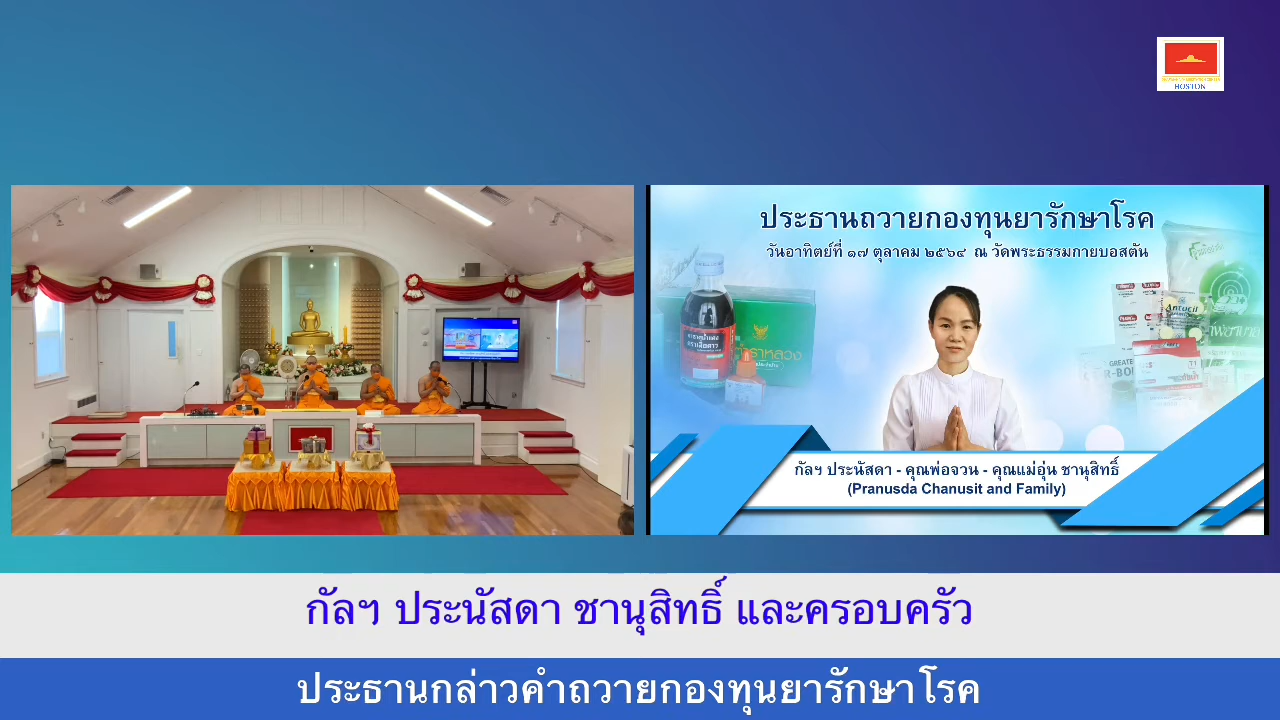 BOSTON
ประธานถวายกองทุนยารักษาโรค
วันอาทิตย์ที่ ๑๗ ตุลาคม ๒๕๖๔ ณ วัดพระธรรมกายบอสตัน
กัลฯ ประนัสดา - คุณพ่อจวน - คุณแม่อุ่น ชานุสิทธิ์
(Pranusda Chanusit and Family)
กัลฯ ประนัสดา ชานุสิทธิ์ และครอบครัว
ประธานกล่าวคำถวายกองทุนยารักษาโรค